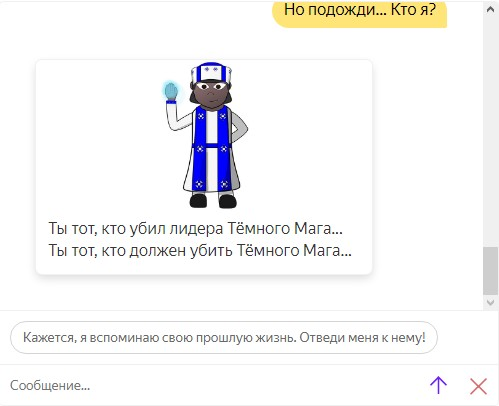 Но подожди... Кто я?
Ты тот, кто убил лидера Тёмного Мага...
Ты тот, кто должен убить Тёмного Мага...
Кажется, я вспоминаю свою прошлую жизнь. Отведи меня к нему!
Сообщение...